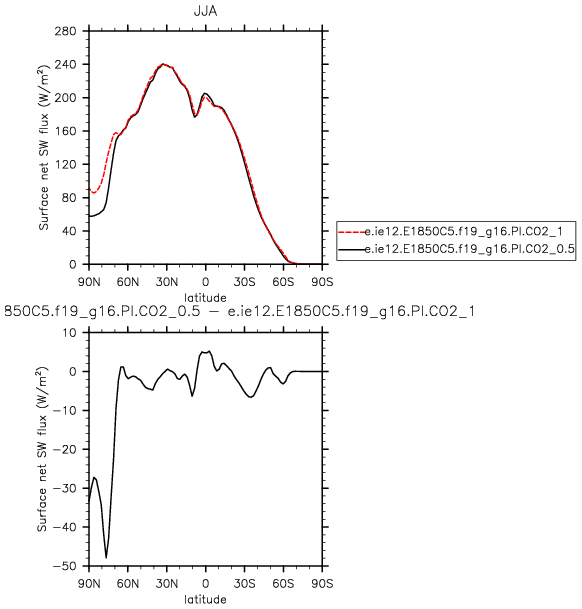 JJA
280
240
200
160
120
80
40
0
Surface net SW flux (W/m²)
90N 60N 30N 0 30S 60S 90S
latitude
e.ie12.E1850C5.f19_g16.PI.CO2_1
e.ie12.E1850C5.f19_g16.PI.CO2_0.5
850C5.f19_g16.PI.CO2_0.5 − e.ie12.E1850C5.f19_g16.PI.CO2_1
10
0
−10
−20
−30
−40
−50
Surface net SW flux (W/m²)
90N 60N 30N 0 30S 60S 90S
latitude